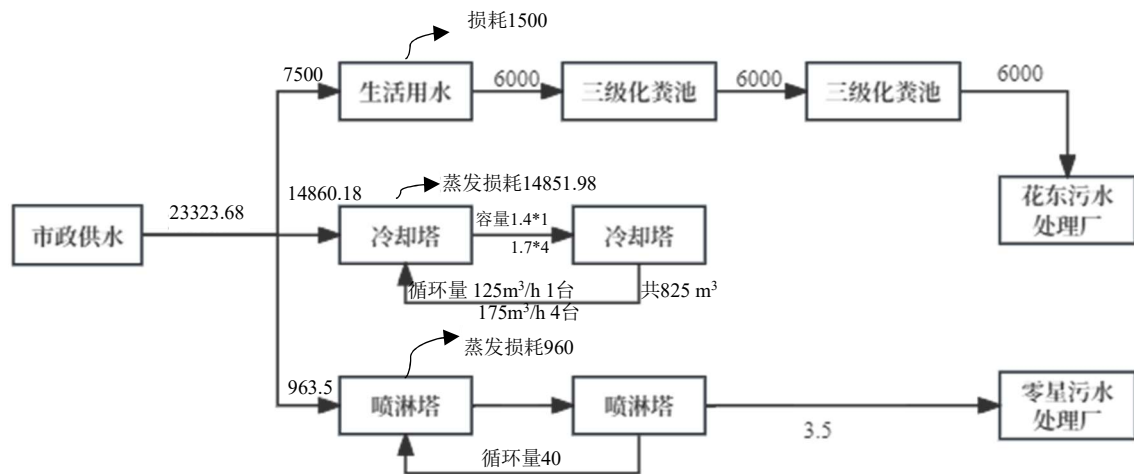 损耗1500
7500
生活用水
6000
三级化粪池
6000
三级化粪池
6000
蒸发损耗14851.98
14860.18
花东污水
处理厂
市政供水
23323.68
冷却塔
容量1.4*1
1.7*4
冷却塔
循环量 125m³/h 1台
175m³/h 4台
共825 m³
蒸发损耗960
963.5
喷淋塔
喷淋塔
3.5
零星污水
处理厂
循环量40